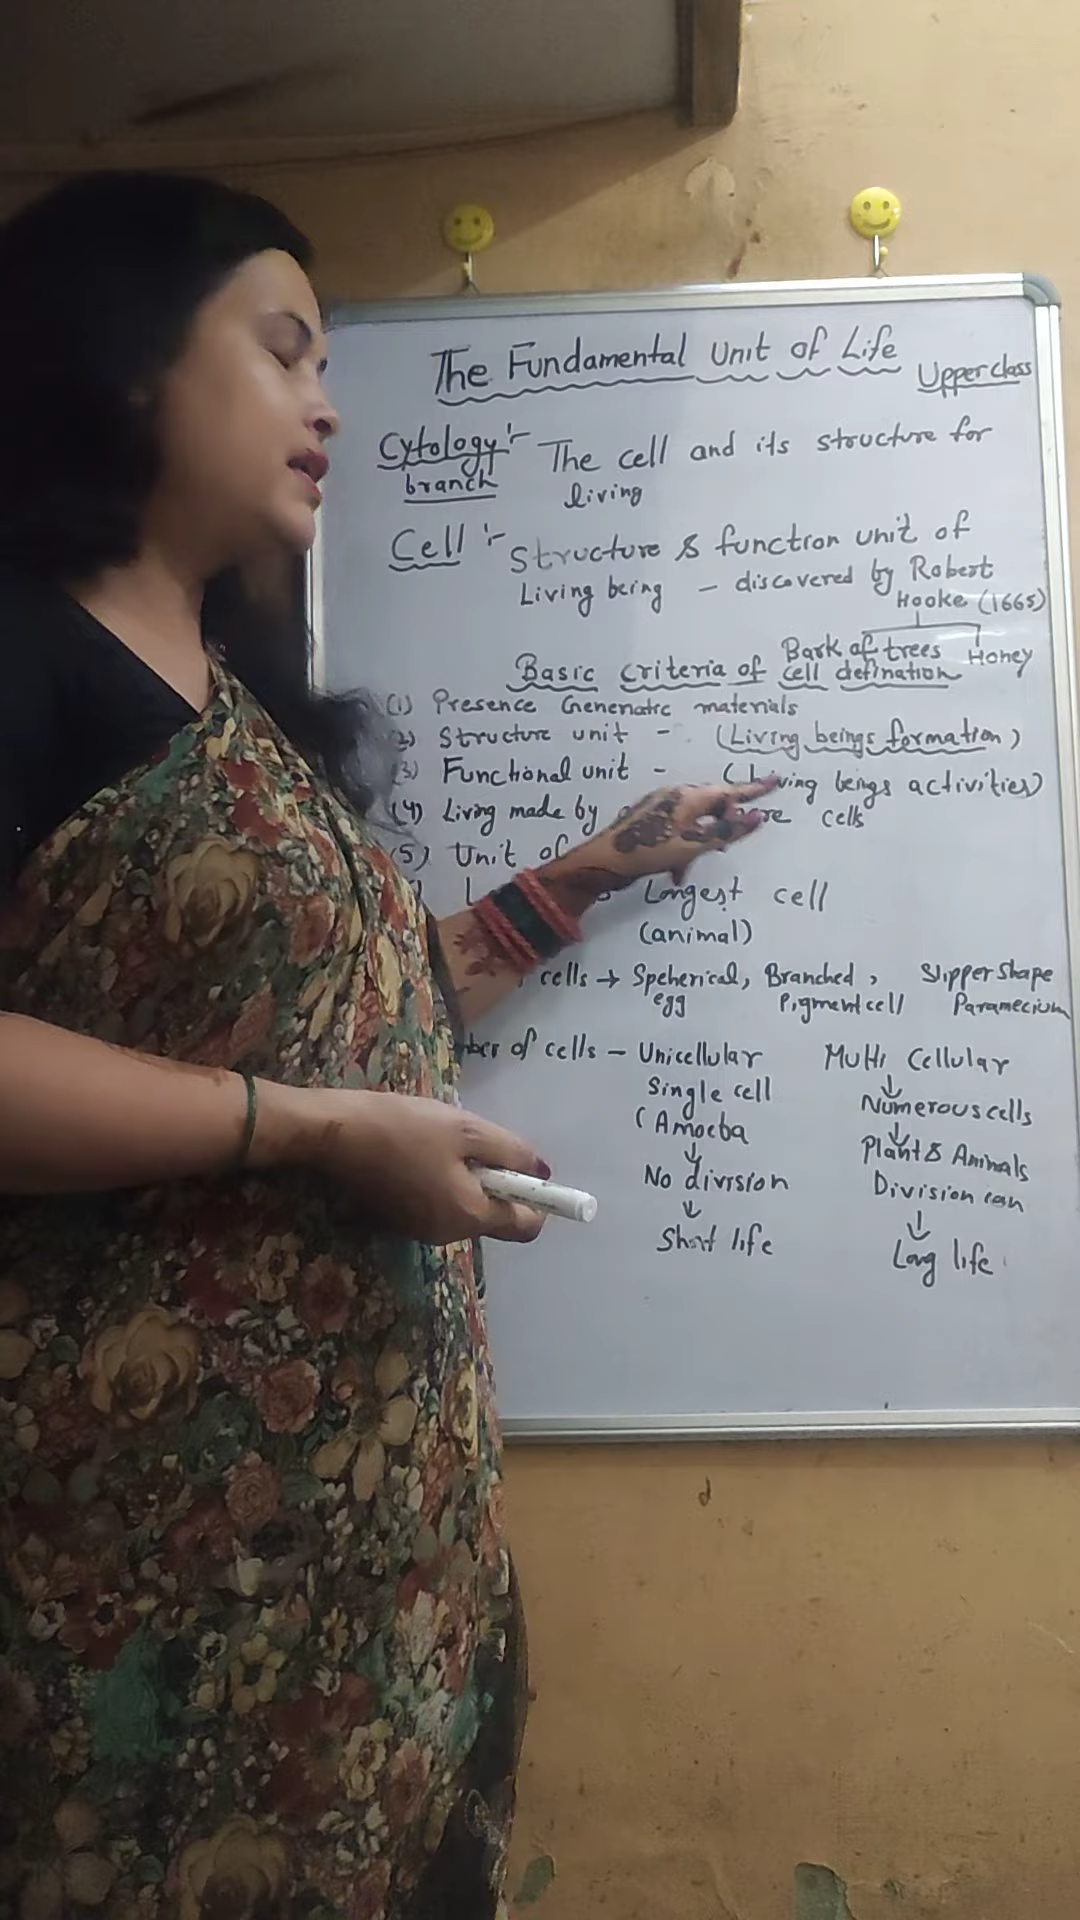 The Fundamental Unit of Life
Upper class
Cytology :- The cell and its structure for
branch living
Cell :- Structure & function unit of
Living being - discovered by Robert
Hooke (1665)
Bark of trees Honey
Basic criteria of cell defination
(1) Presence Genenatic materials
(2) Structure unit - (Living beings formation)
(3) Functional unit - (Living beings activities)
(4) Living made by cells
(5) Unit of
Longest cell
(animal)
cells → Spcherical, Branched, Slipper Shape
egg Pigment cell Paramecium
of cells - Unicellular Multi Cellular
Single cell ↓
(Amoeba Numerous cells
↓ ↓
No division Plant & Animals
↓ Division can
Short life ↓
Long life